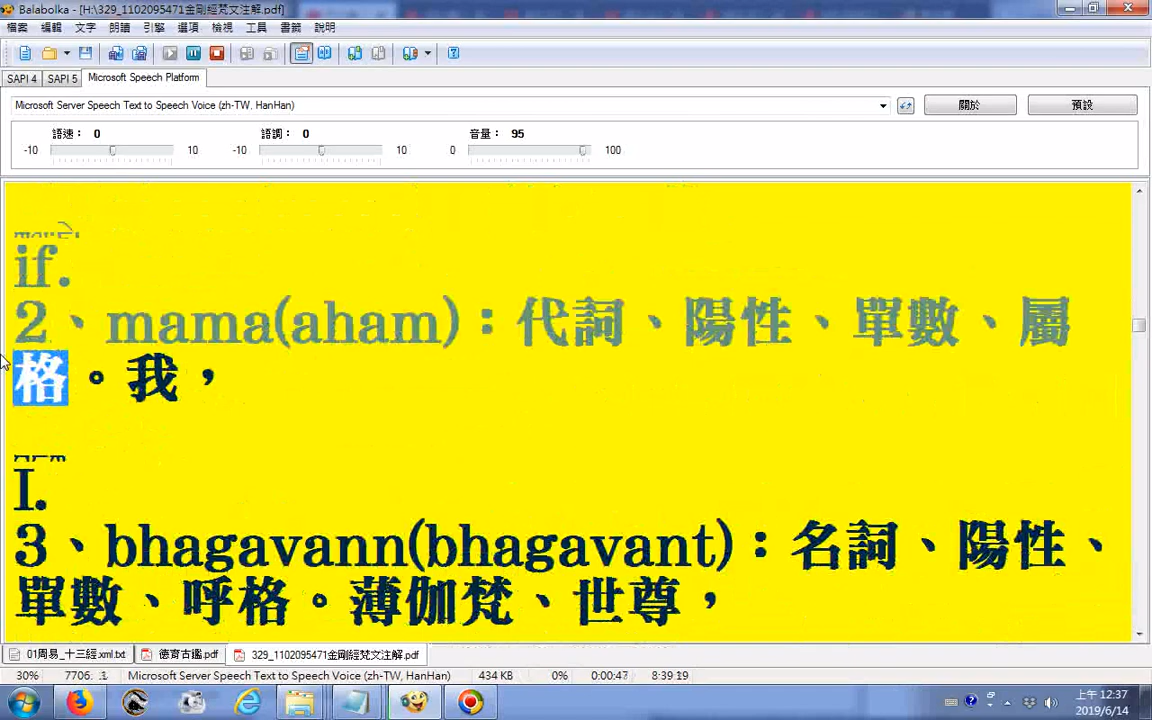 Balabolka - [H:\329_1102095471金剛經梵文注解.pdf]
檔案 編輯 文字 朗讀 引擎 選項 檢視 工具 書籤 說明
SAPI 4 SAPI 5 Microsoft Speech Platform
Microsoft Server Speech Text to Speech Voice (zh-TW, HanHan)
關於
預設
語速： 0
語調： 0
音量： 95
-10 10 -10 10 0 100
if.
2、mama(aham)：代詞、陽性、單數、屬
格。我，
I.
3、bhagavann(bhagavant)：名詞、陽性、
單數、呼格。薄伽梵、世尊，
01周易_十三經.xml.txt 德育古鑑.pdf 329_1102095471金剛經梵文注解.pdf
30% Microsoft Server Speech Text to Speech Voice (zh-TW, HanHan) 434 KB 0% 0:00:47 8:39:19
上午 12:37
2019/6/14